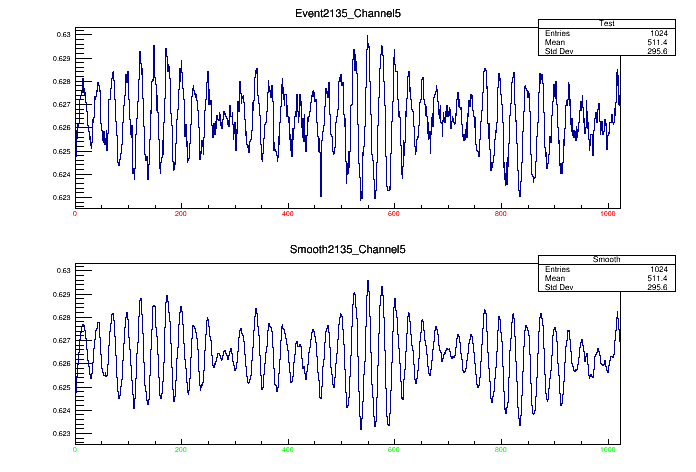 Event2135_Channel5
Test
Entries 1024
Mean 511.4
Std Dev 295.6
0.63
0.629
0.628
0.627
0.626
0.625
0.624
0.623
0 200 400 600 800 1000
Smooth2135_Channel5
Smooth
Entries 1024
Mean 511.4
Std Dev 295.6
0.63
0.629
0.628
0.627
0.626
0.625
0.624
0.623
0 200 400 600 800 1000